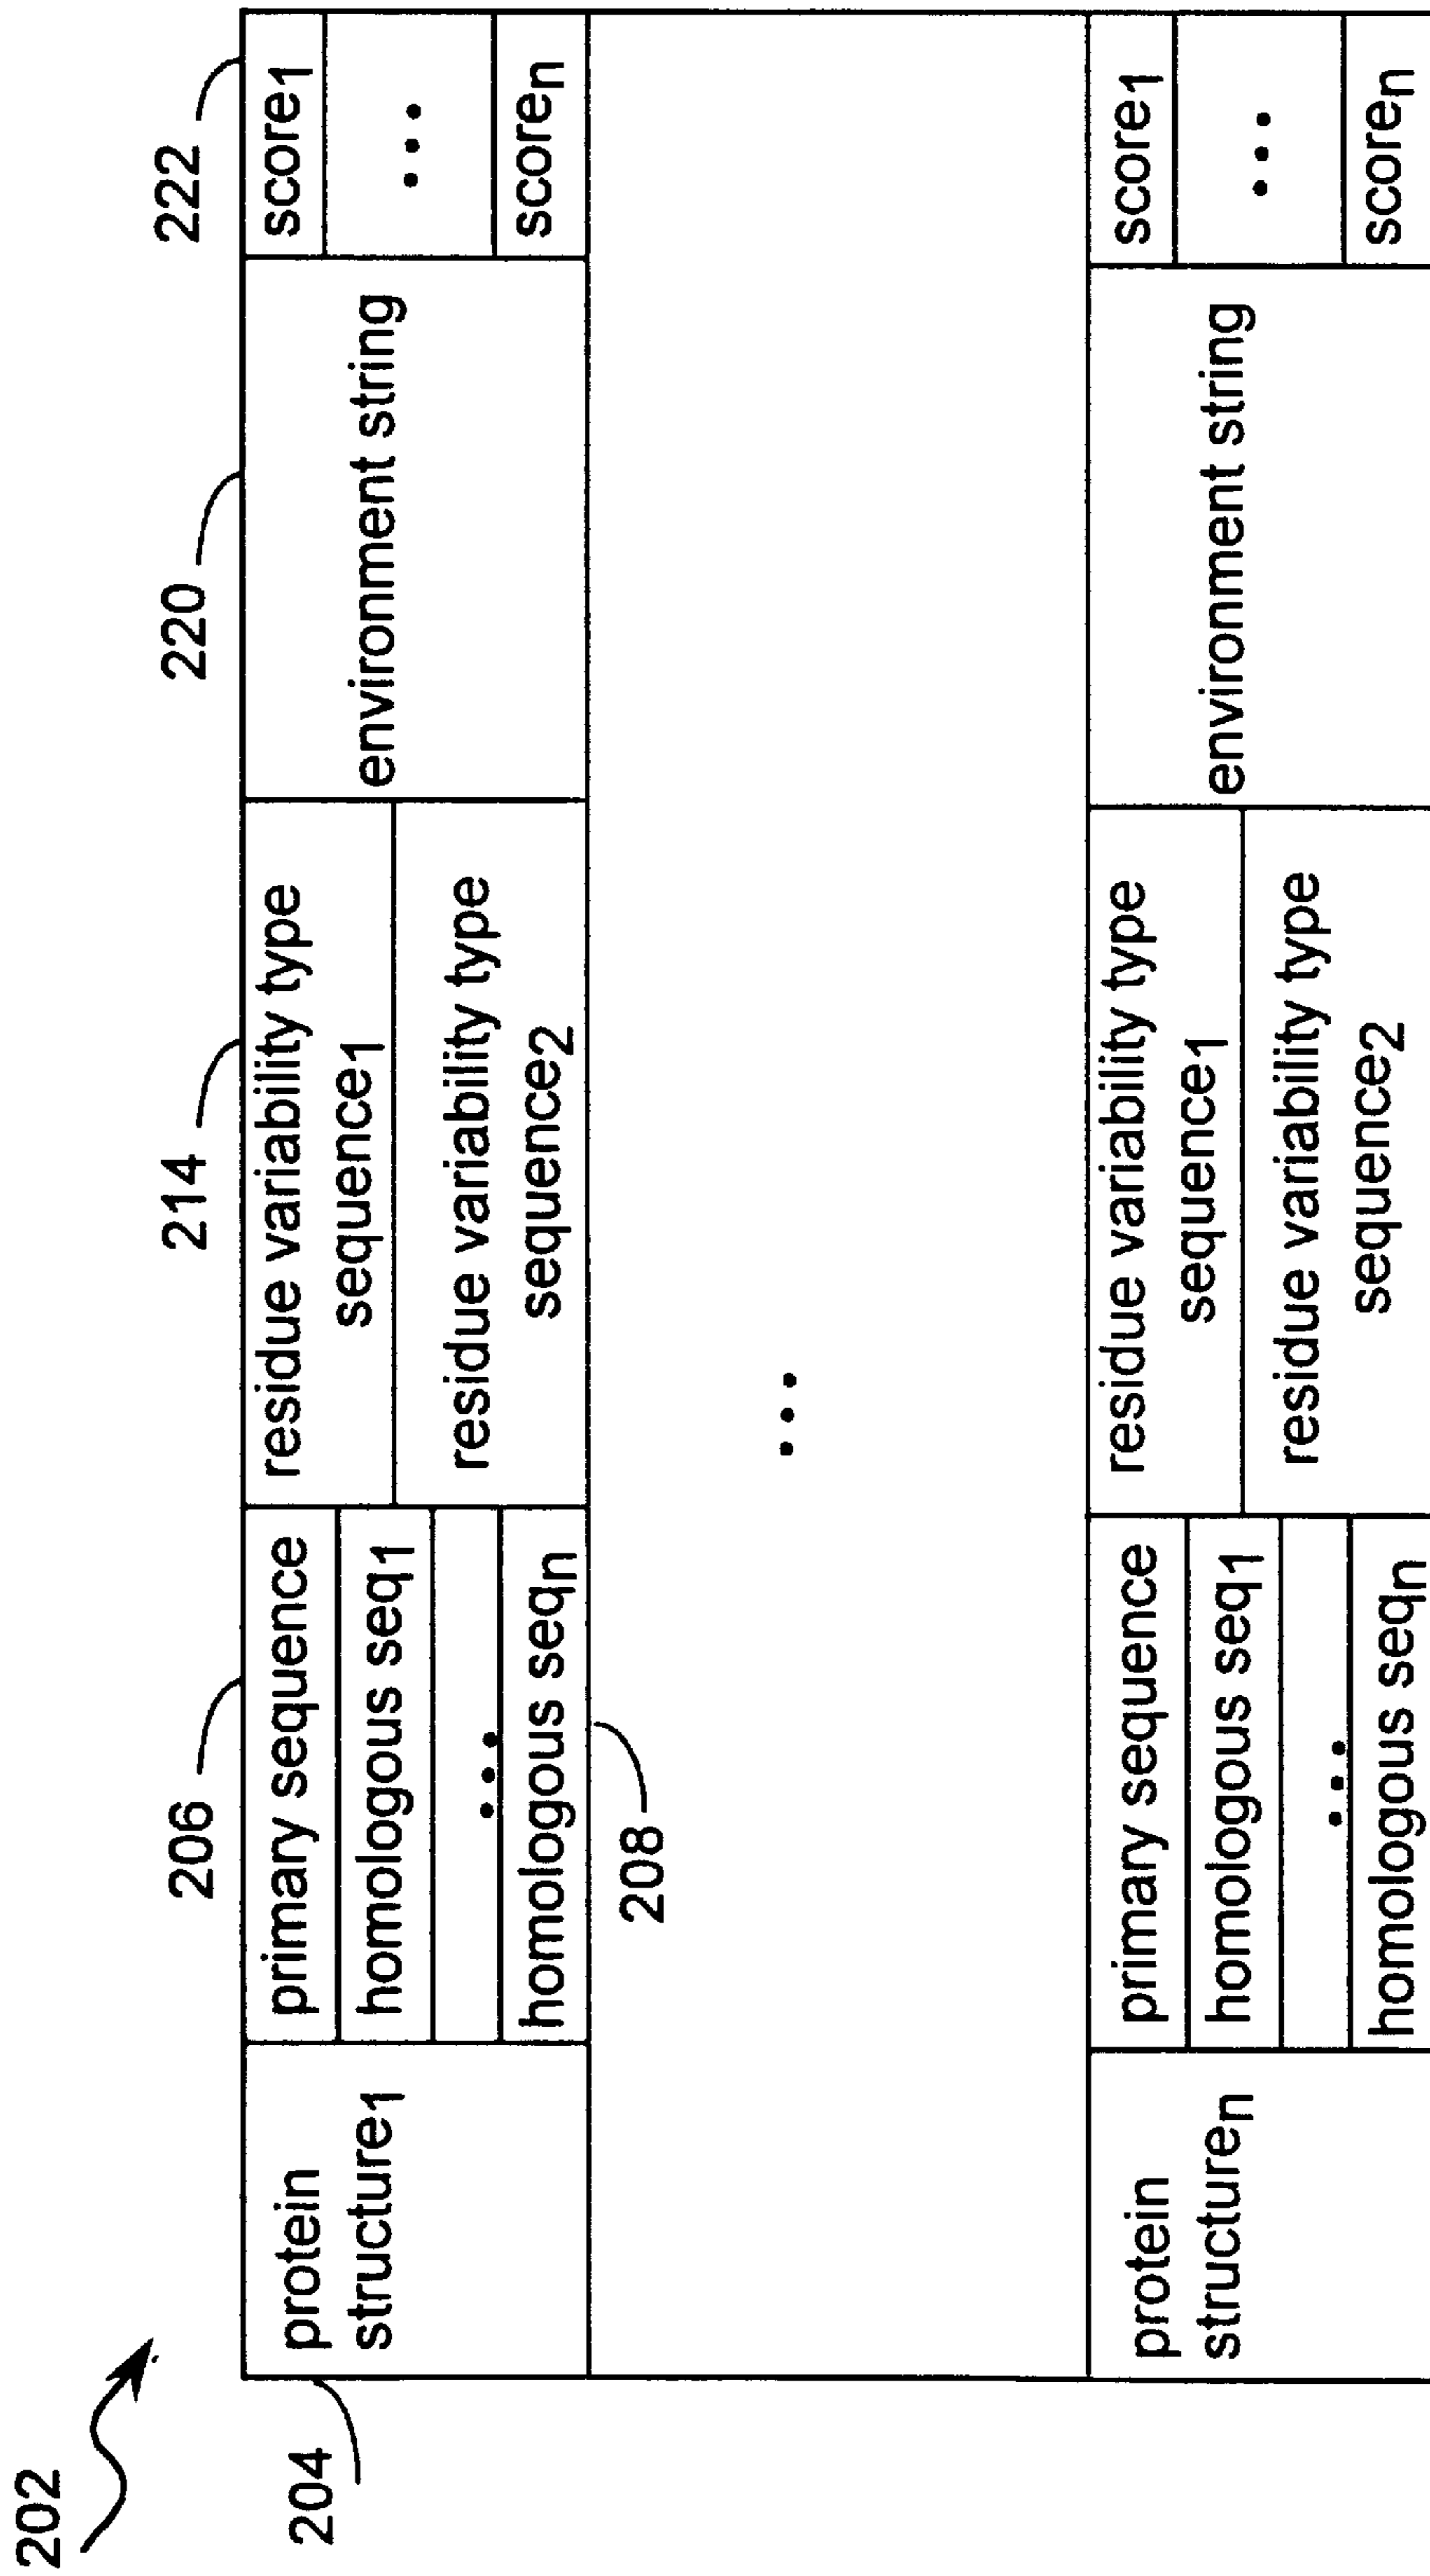 202
204
206
214
220
222
protein
structure1
primary sequence
homologous seq1
...
homologous seqn
208
residue variability type
sequence1
residue variability type
sequence2
environment string
score1
...
scoren
...
protein
structuren
primary sequence
homologous seq1
...
homologous seqn
residue variability type
sequence1
residue variability type
sequence2
environment string
score1
...
scoren